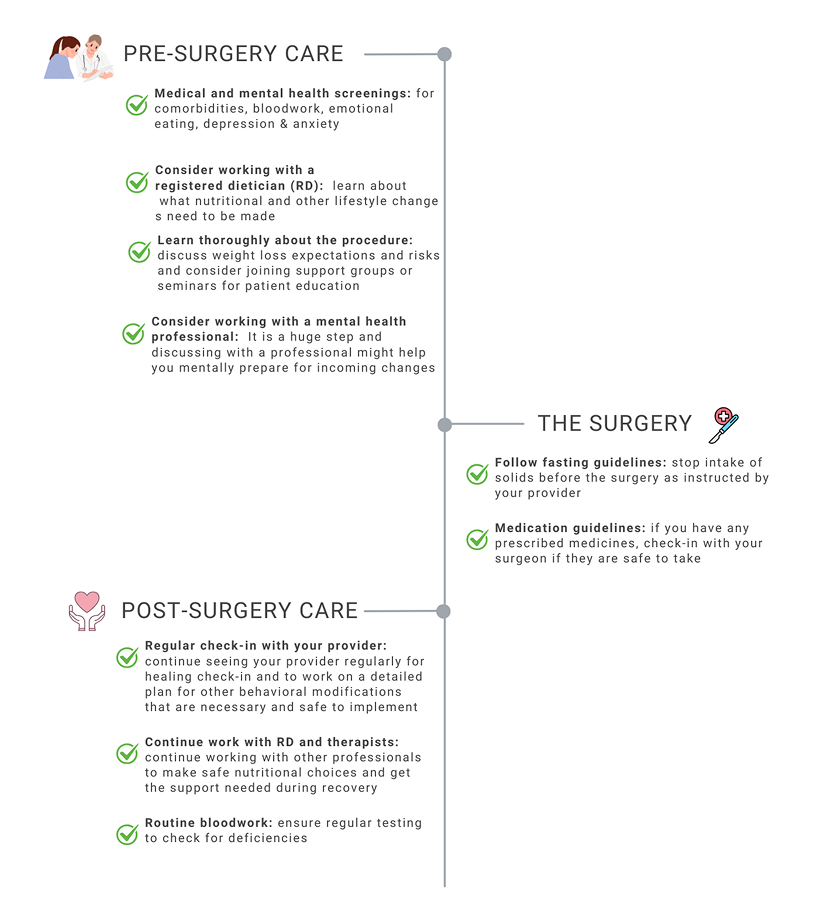 PRE-SURGERY CARE
Medical and mental health screenings: for
comorbidities, bloodwork, emotional
eating, depression & anxiety
Consider working with a
registered dietician (RD): learn about
what nutritional and other lifestyle change
s need to be made
Learn thoroughly about the procedure:
discuss weight loss expectations and risks
and consider joining support groups or
seminars for patient education
Consider working with a mental health
professional: It is a huge step and
discussing with a professional might help
you mentally prepare for incoming changes
THE SURGERY
Follow fasting guidelines: stop intake of
solids before the surgery as instructed by
your provider
Medication guidelines: if you have any
prescribed medicines, check-in with your
surgeon if they are safe to take
POST-SURGERY CARE
Regular check-in with your provider:
continue seeing your provider regularly for
healing check-in and to work on a detailed
plan for other behavioral modifications
that are necessary and safe to implement
Continue work with RD and therapists:
continue working with other professionals
to make safe nutritional choices and get
the support needed during recovery
Routine bloodwork: ensure regular testing
to check for deficiencies